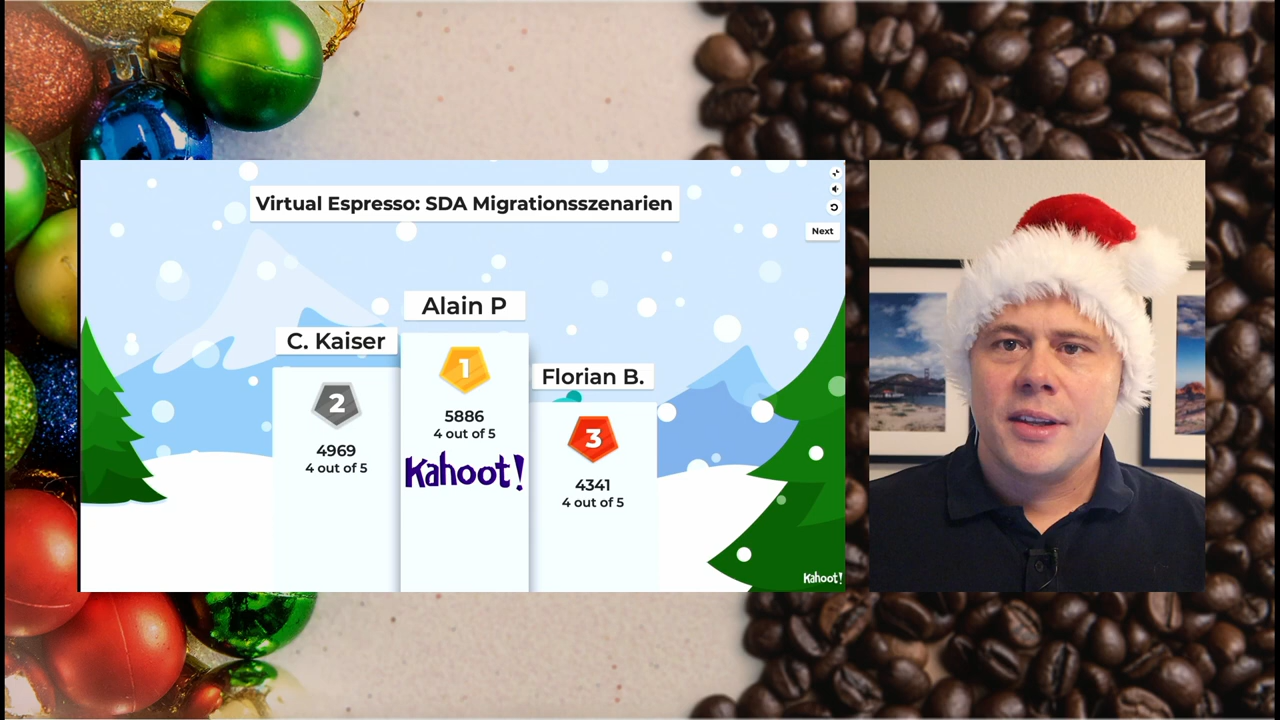 Virtual Espresso: SDA Migrationsszenarien
Next
Alain P
C. Kaiser
Florian B.
1
5886
4 out of 5
Kahoot!
2
4969
4 out of 5
3
4341
4 out of 5
Kahoot!